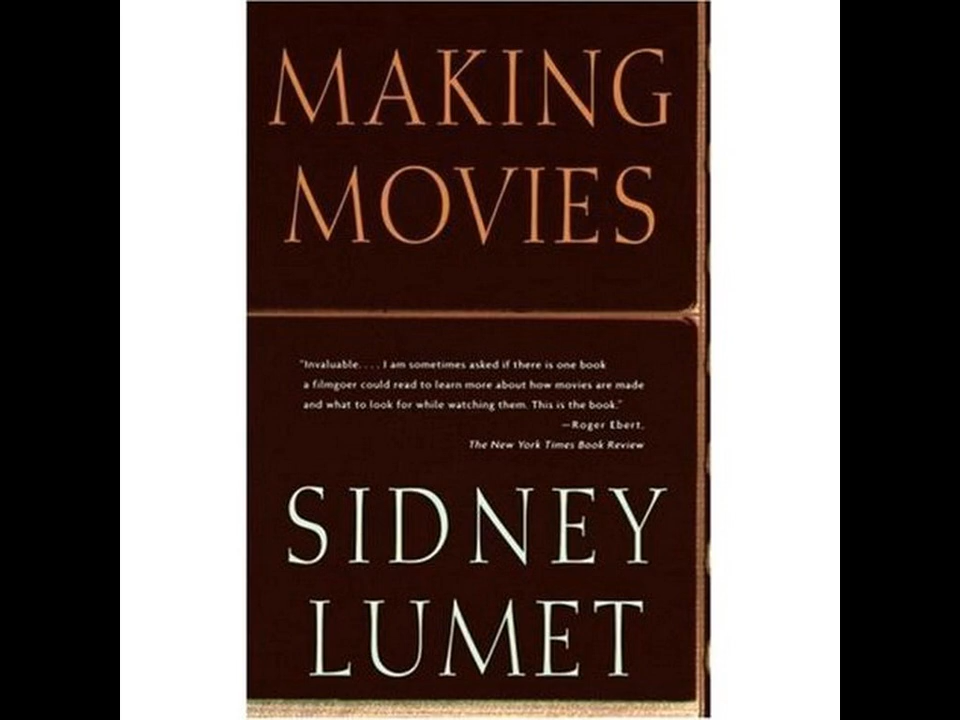 MAKING
MOVIES
"Invaluable. . . . I am sometimes asked if there is one book
a filmgoer could read to learn more about how movies are made
and what to look for while watching them. This is the book."
—Roger Ebert,
The New York Times Book Review
SIDNEY
LUMET